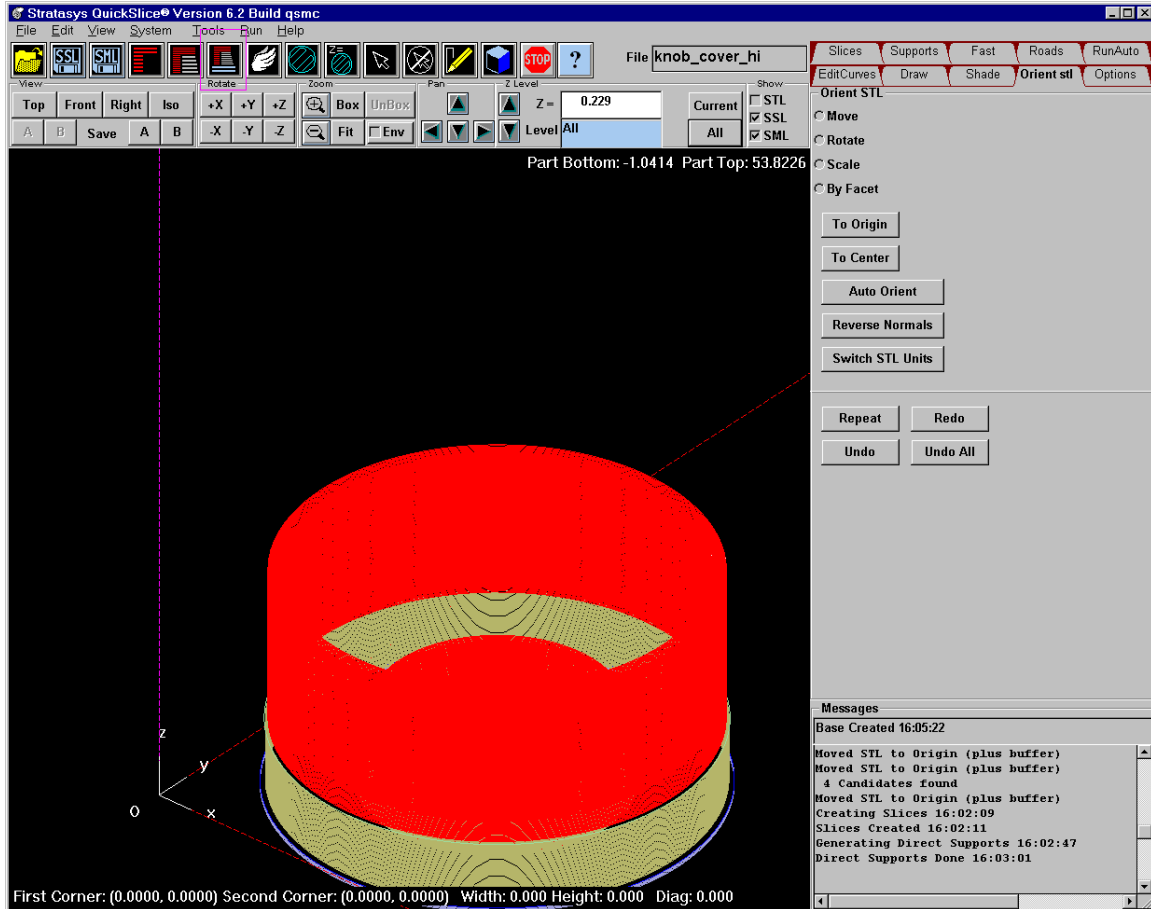 Stratasys QuickSlice® Version 6.2 Build qsmc
File Edit View System Tools Run Help
SSL SML Z= STOP ? File knob_cover_hi
View Rotate Zoom Pan Z Level Show
Top Front Right Iso +X +Y +Z Box UnBox Z = 0.229 Current STL
SSL
A B Save A B -X -Y -Z Fit Env Level All All SML
Slices Supports Fast Roads RunAuto
EditCurves Draw Shade Orient stl Options
Part Bottom: -1.0414 Part Top: 53.8226
Orient STL
Move
Rotate
Scale
By Facet
To Origin
To Center
Auto Orient
Reverse Normals
Switch STL Units
Repeat Redo
Undo Undo All
z
y
O x
First Corner: (0.0000, 0.0000) Second Corner: (0.0000, 0.0000) Width: 0.000 Height: 0.000 Diag: 0.000
Messages
Base Created 16:05:22
Moved STL to Origin (plus buffer)
Moved STL to Origin (plus buffer)
4 Candidates found
Moved STL to Origin (plus buffer)
Creating Slices 16:02:09
Slices Created 16:02:11
Generating Direct Supports 16:02:47
Direct Supports Done 16:03:01